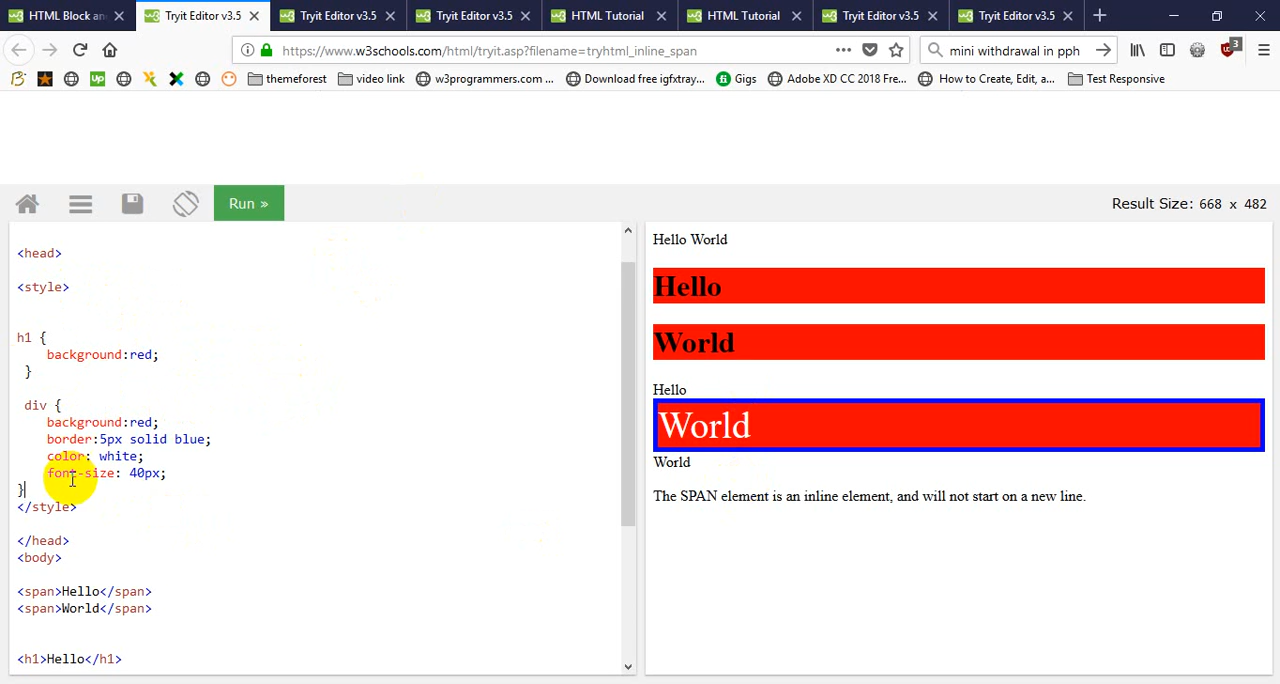 HTML Block an
Tryit Editor v3.5
Tryit Editor v3.5
Tryit Editor v3.5
HTML Tutorial
HTML Tutorial
Tryit Editor v3.5
Tryit Editor v3.5
https://www.w3schools.com/html/tryit.asp?filename=tryhtml_inline_span
mini withdrawal in pph
3
Up
themeforest
video link
w3programmers.com ...
Download free igfxtray...
fi Gigs
Adobe XD CC 2018 Fre...
How to Create, Edit, a...
Test Responsive
Run »
Result Size: 668 x 482
<head>
<style>
h1 {
background:red;
}
div {
background:red;
border:5px solid blue;
color: white;
font-size: 40px;
}
</style>
</head>
<body>
<span>Hello</span>
<span>World</span>
<h1>Hello</h1>
Hello World
Hello
World
Hello
World
World
The SPAN element is an inline element, and will not start on a new line.